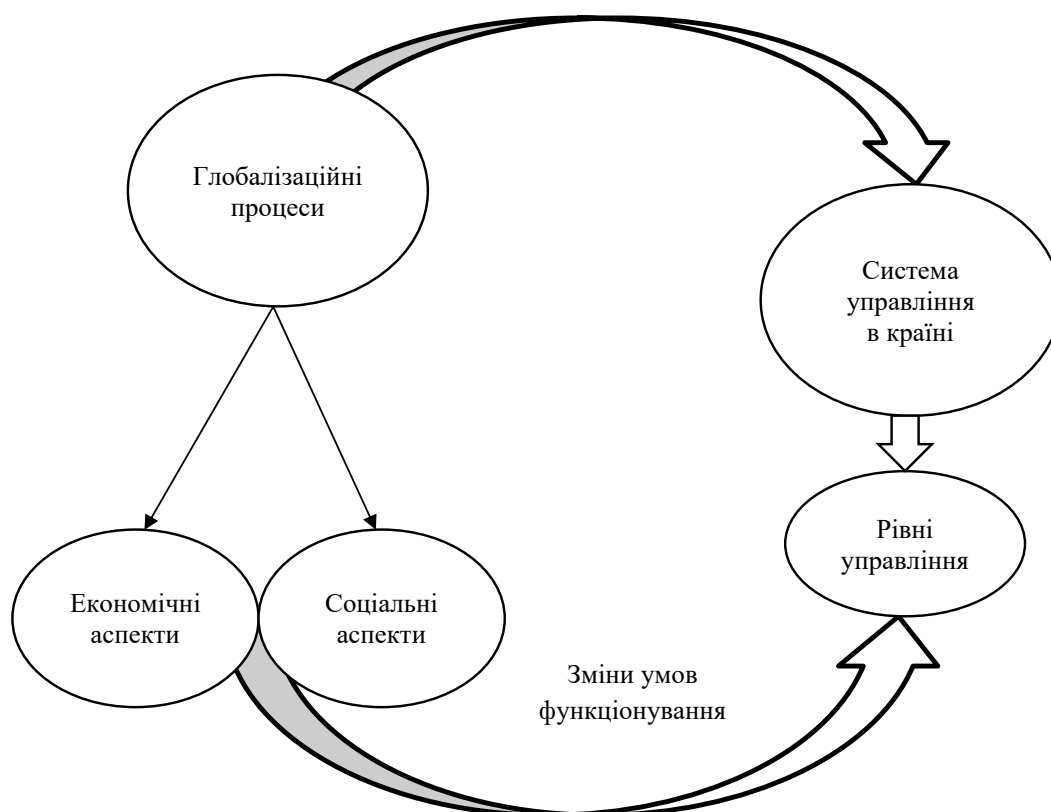 Глобалізаційні
процеси
Система
управління
в країні
Рівні
управління
Економічні
аспекти
Соціальні
аспекти
Зміни умов
функціонування